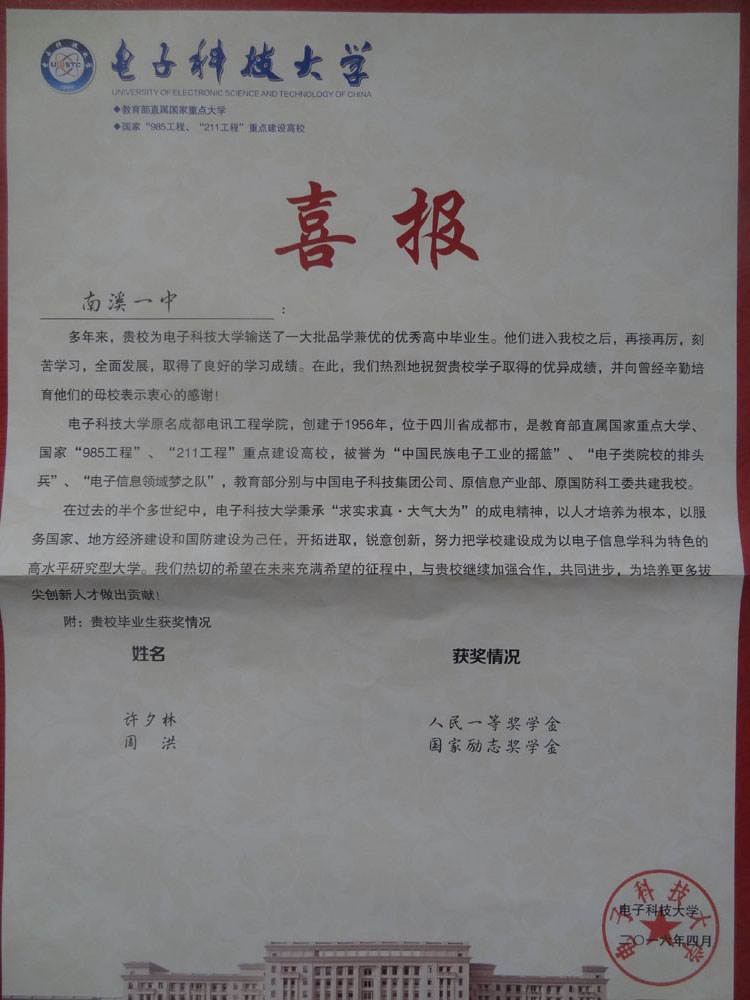 电子科技大学
UNIVERSITY OF ELECTRONIC SCIENCE AND TECHNOLOGY OF CHINA
◆教育部直属国家重点大学
◆国家“985工程、“211工程”重点建设高校
喜报
南溪一中：
多年来，贵校为电子科技大学输送了一大批品学兼优的优秀高中毕业生。他们进入我校之后，再接再厉，刻
苦学习，全面发展，取得了良好的学习成绩。在此，我们热烈地祝贺贵校学子取得的优异成绩，并向曾经辛勤培
育他们的母校表示衷心的感谢！
电子科技大学原名成都电讯工程学院，创建于1956年，位于四川省成都市，是教育部直属国家重点大学、
国家“985工程”、“211工程”重点建设高校，被誉为“中国民族电子工业的摇篮”、“电子类院校的排头
兵”、“电子信息领域梦之队”，教育部分别与中国电子科技集团公司、原信息产业部、原国防科工委共建我校。
在过去的半个多世纪中，电子科技大学秉承“求实求真·大气大为”的成电精神，以人才培养为根本，以服
务国家、地方经济建设和国防建设为己任，开拓进取，锐意创新，努力把学校建设成为以电子信息学科为特色的
高水平研究型大学。我们热切的希望在未来充满希望的征程中，与贵校继续加强合作，共同进步，为培养更多拔
尖创新人才做出贡献！
附：贵校毕业生获奖情况
姓名 获奖情况
许夕林 人民一等奖学金
周 洪 国家励志奖学金
电子科技大学
电子科技大学
二〇一六年四月